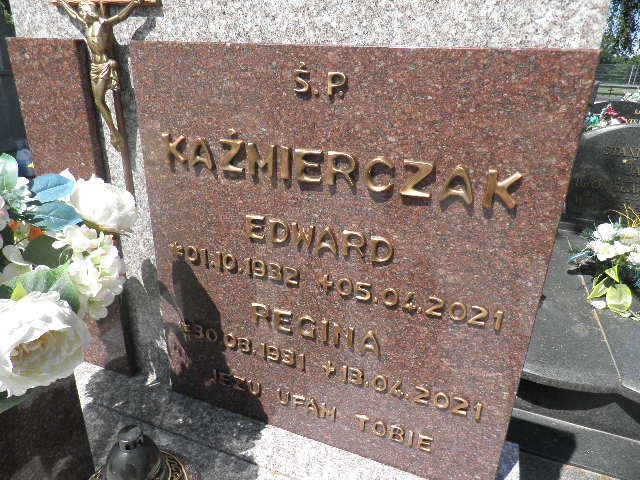 Ś.P.
KAŹMIERCZAK
EDWARD
*01.10.1932 +05.04.2021
REGINA
*30.08.1931 +13.04.2021
JEZU UFAM TOBIE